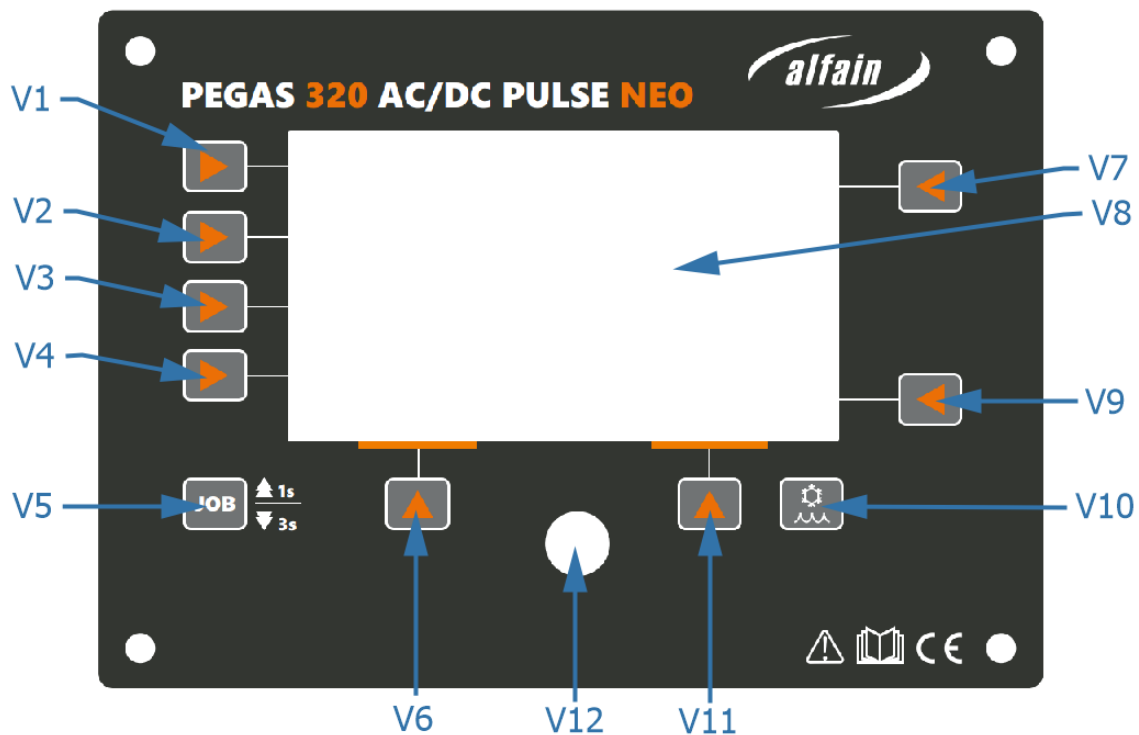 alfain
PEGAS 320 AC/DC PULSE NEO
V1
V7
V2
V8
V3
V4
V9
V5
JOB
1s
3s
V10
CE
V6
V12
V11